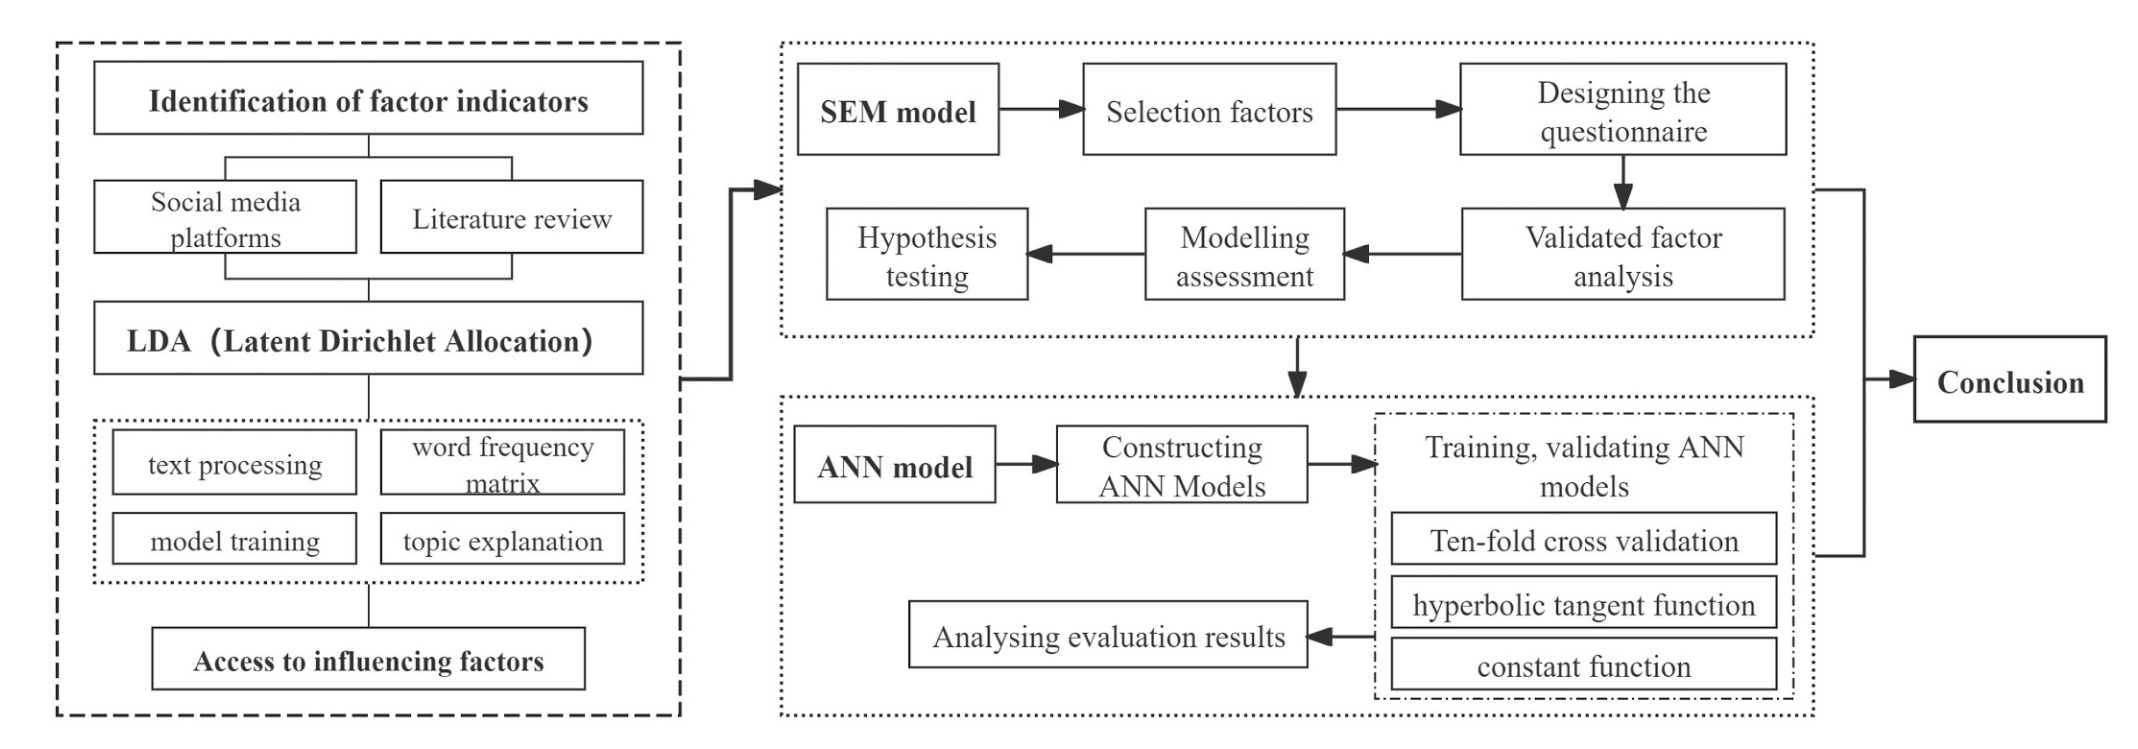 Identification of factor indicators
Social media
platforms
Literature review
LDA（Latent Dirichlet Allocation）
text processing
word frequency
matrix
model training
topic explanation
Access to influencing factors
SEM model
Selection factors
Designing the
questionnaire
Validated factor
analysis
Modelling
assessment
Hypothesis
testing
ANN model
Constructing
ANN Models
Training, validating ANN
models
Ten-fold cross validation
hyperbolic tangent function
constant function
Analysing evaluation results
Conclusion